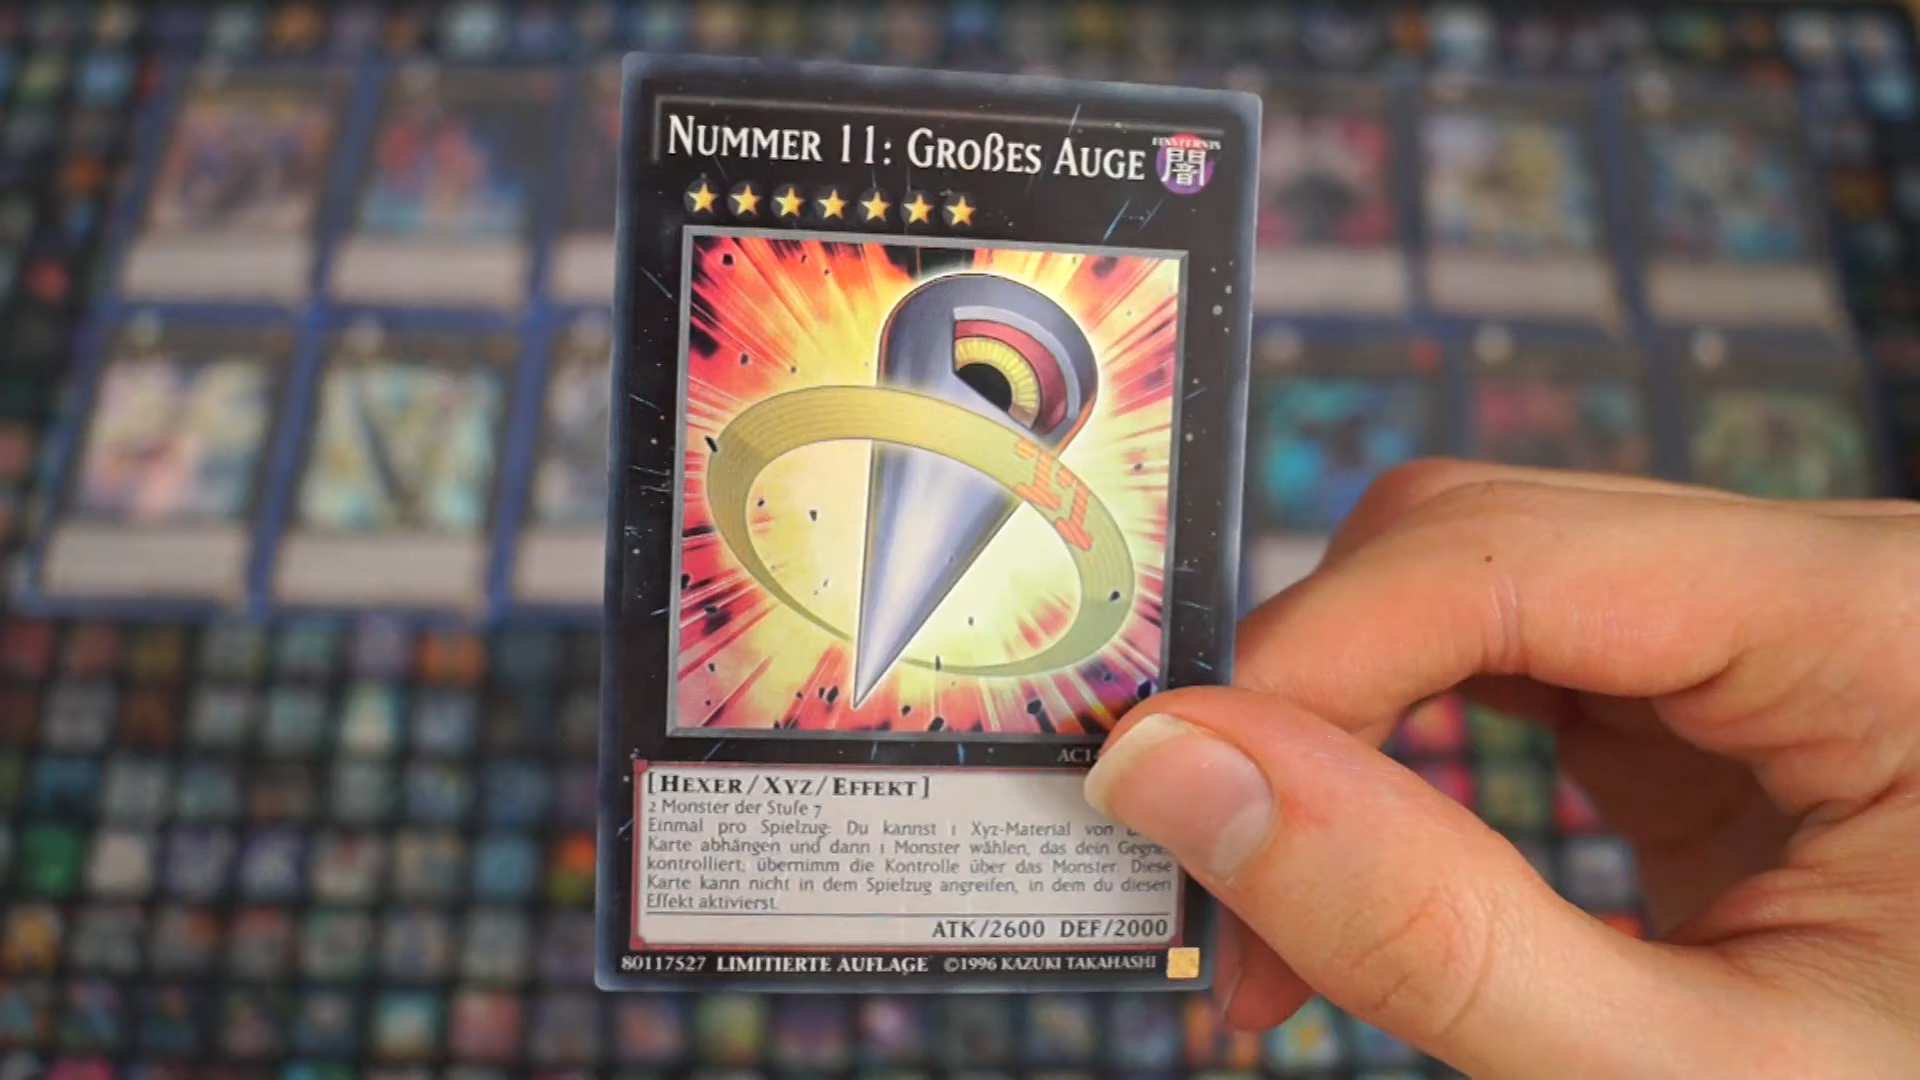 NUMMER 11: GROßES AUGE
FINSTERNIS
闇
11
AC14
[HEXER/XYZ/EFFEKT]
2 Monster der Stufe 7
Einmal pro Spielzug: Du kannst 1 Xyz-Material von
Karte abhängen und dann 1 Monster wählen, das dein
kontrolliert; übernimm die Kontrolle über das Monster. Diese
Karte kann nicht in dem Spielzug angreifen, in dem du diesen
Effekt aktivierst.
ATK/2600 DEF/2000
80117527 LIMITIERTE AUFLAGE ©1996 KAZUKI TAKAHASHI